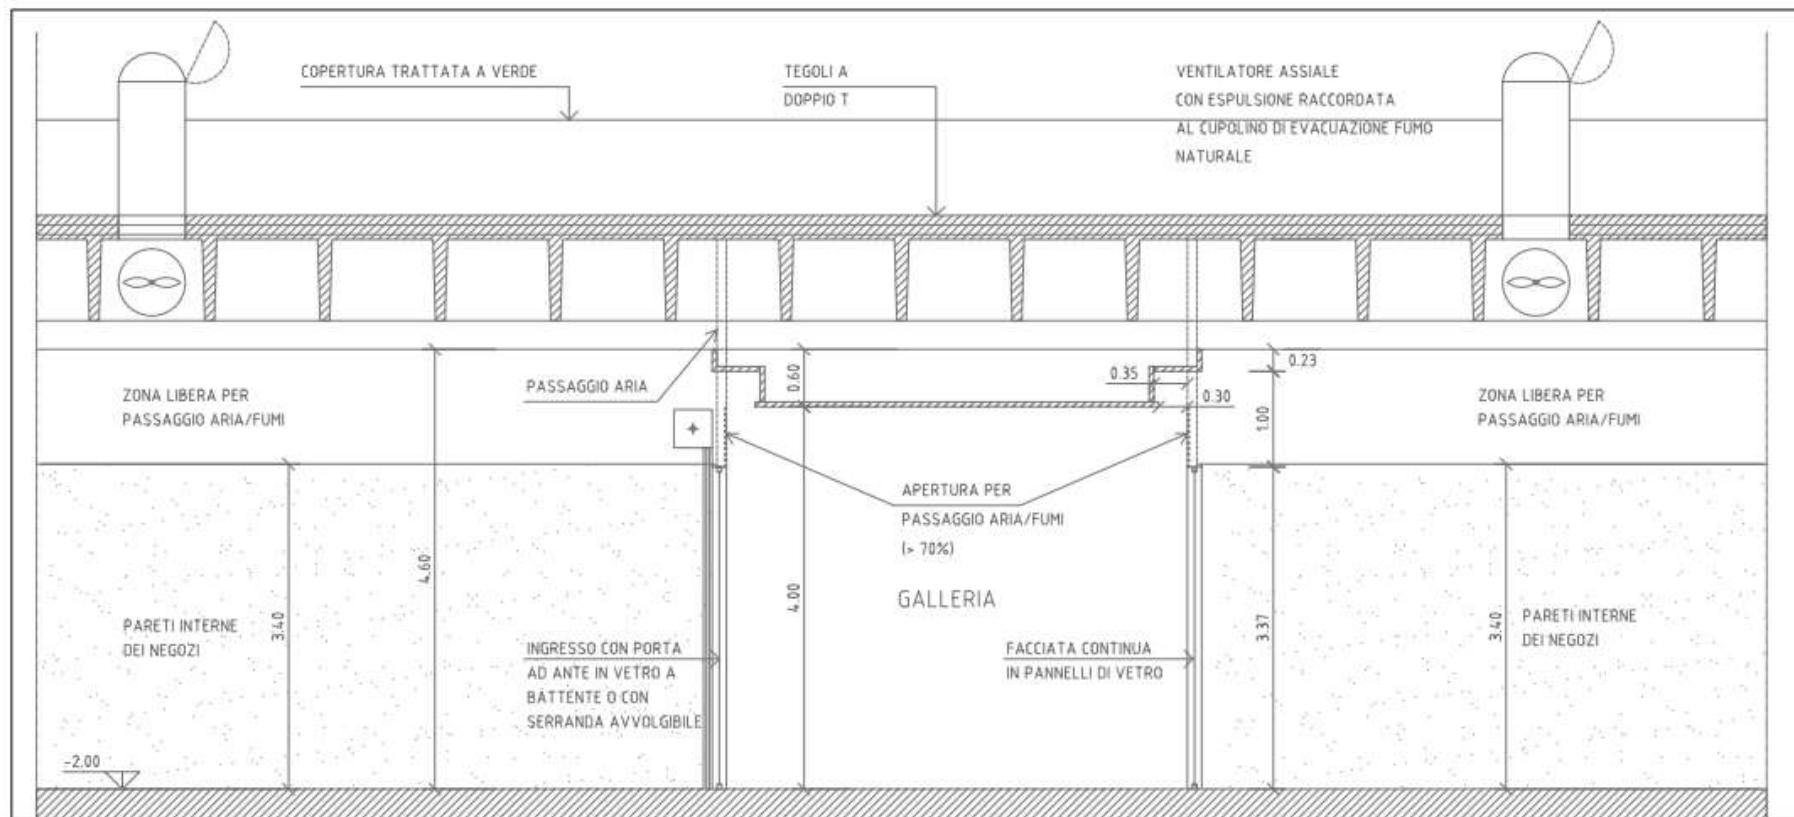 COPERTURA TRATTATA A VERDE
TEGOLI A
DOPPIO T
VENTILATORE ASSIALE
CON ESPULSIONE RACCORDATA
AL CUPOLINO DI EVACUAZIONE FUMO
NATURALE
ZONA LIBERA PER
PASSAGGIO ARIA/FUMI
PASSAGGIO ARIA
0.60
0.35
0.30
0.23
1.00
ZONA LIBERA PER
PASSAGGIO ARIA/FUMI
APERTURA PER
PASSAGGIO ARIA/FUMI
(> 70%)
GALLERIA
4.60
4.00
3.40
3.37
3.40
PARETI INTERNE
DEI NEGOZI
INGRESSO CON PORTA
AD ANTE IN VETRO A
BATTENTE O CON
SERRANDA AVVOLGIBILE
FACCIATA CONTINUA
IN PANNELLI DI VETRO
PARETI INTERNE
DEI NEGOZI
-2.00